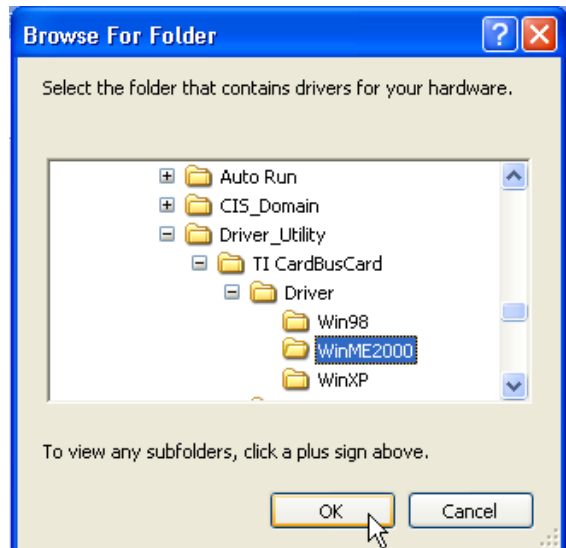 Browse For Folder
Select the folder that contains drivers for your hardware.
Auto Run
CIS_Domain
Driver_Utility
TI CardBusCard
Driver
Win98
WinME2000
WinXP
To view any subfolders, click a plus sign above.
OK Cancel